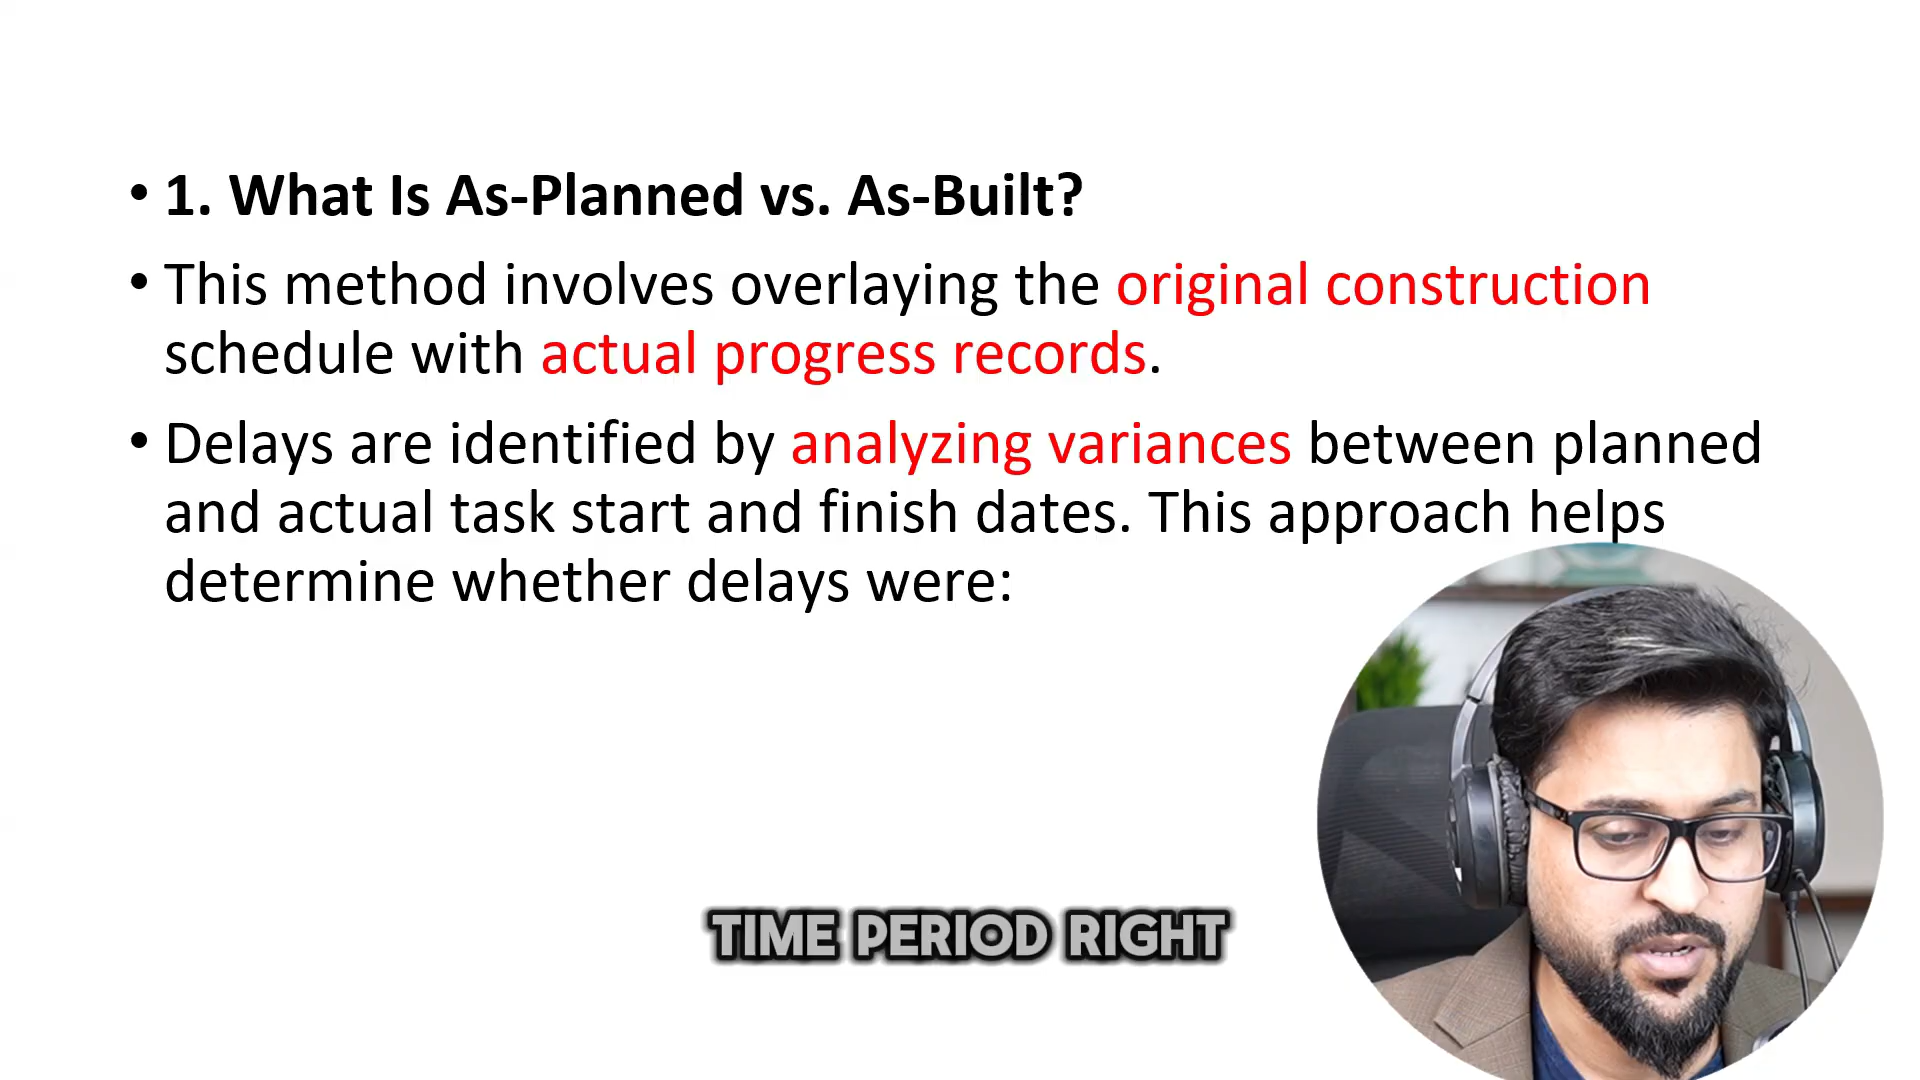 • 1. What Is As-Planned vs. As-Built?
• This method involves overlaying the original construction
schedule with actual progress records.
• Delays are identified by analyzing variances between planned
and actual task start and finish dates. This approach helps
determine whether delays were:
TIME PERIOD RIGHT